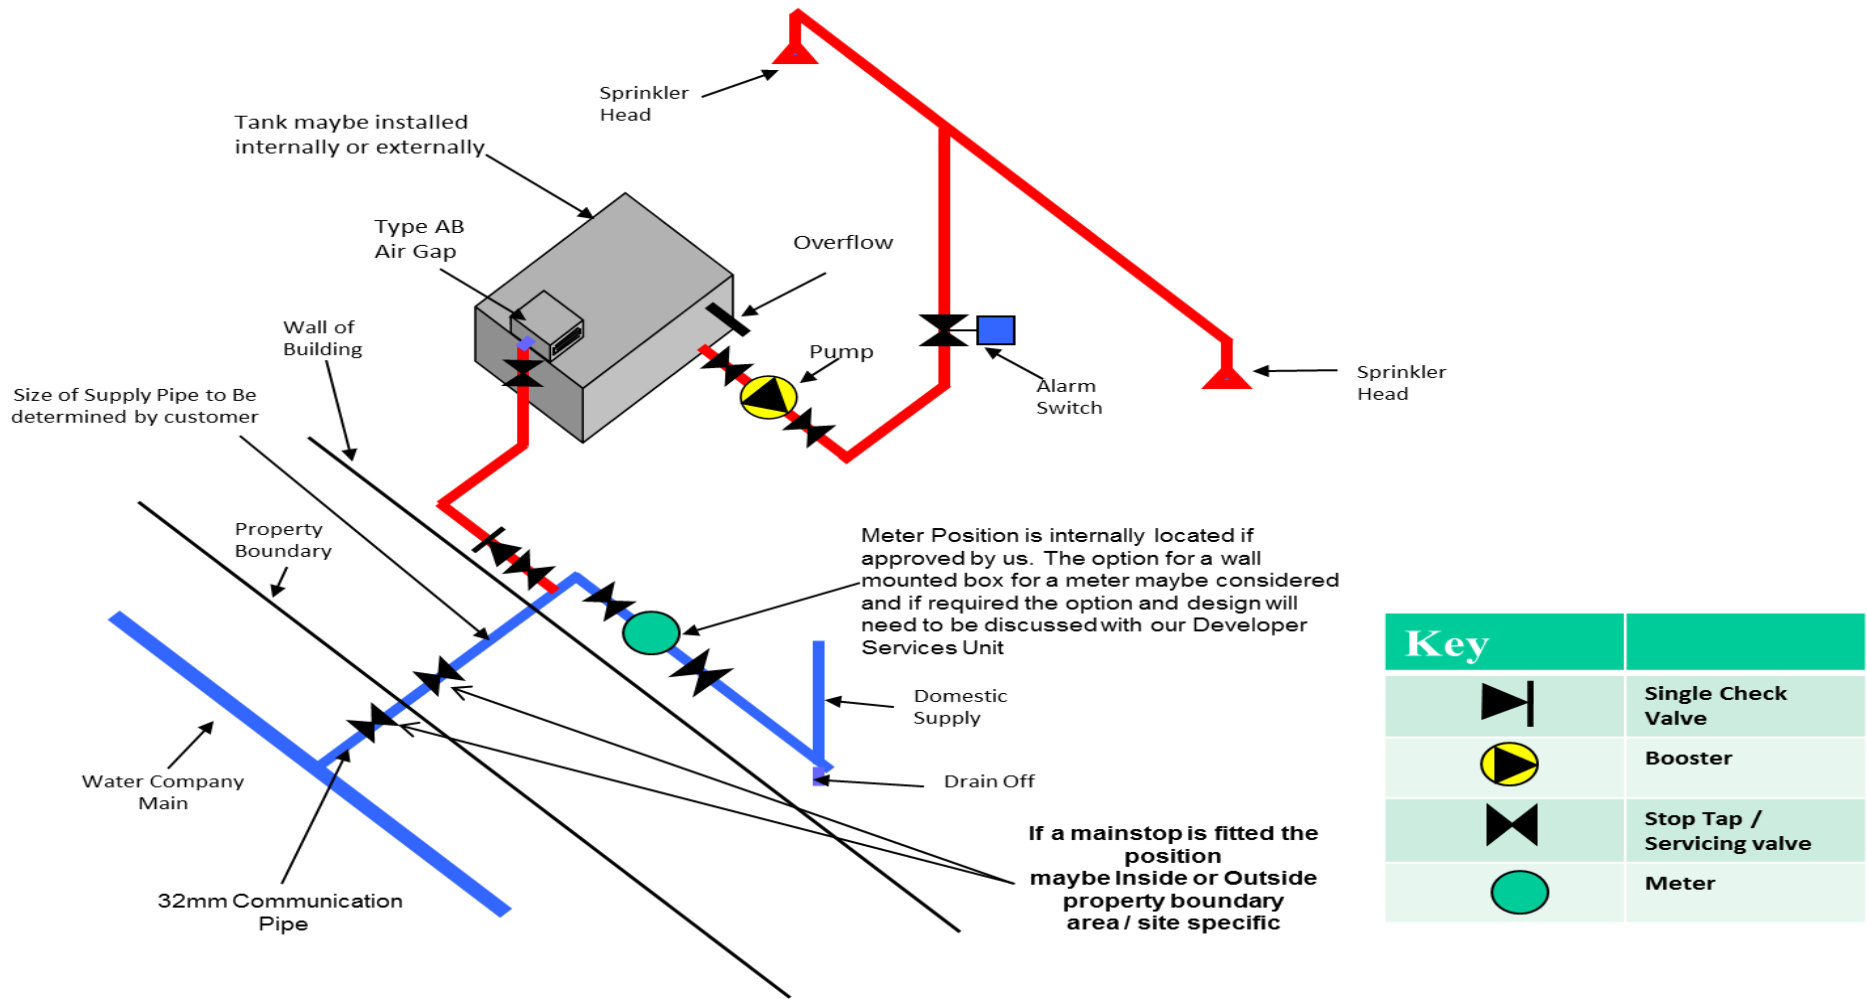 Sprinkler
Head
Tank maybe installed
internally or externally
Type AB
Air Gap
Overflow
Wall of
Building
Pump
Alarm
Switch
Sprinkler
Head
Size of Supply Pipe to Be
determined by customer
Property
Boundary
Meter Position is internally located if
approved by us. The option for a wall
mounted box for a meter maybe considered
and if required the option and design will
need to be discussed with our Developer
Services Unit
Domestic
Supply
Drain Off
Water Company
Main
32mm Communication
Pipe
If a mainstop is fitted the
position
maybe Inside or Outside
property boundary
area / site specific
Key
Single Check
Valve
Booster
Stop Tap /
Servicing valve
Meter